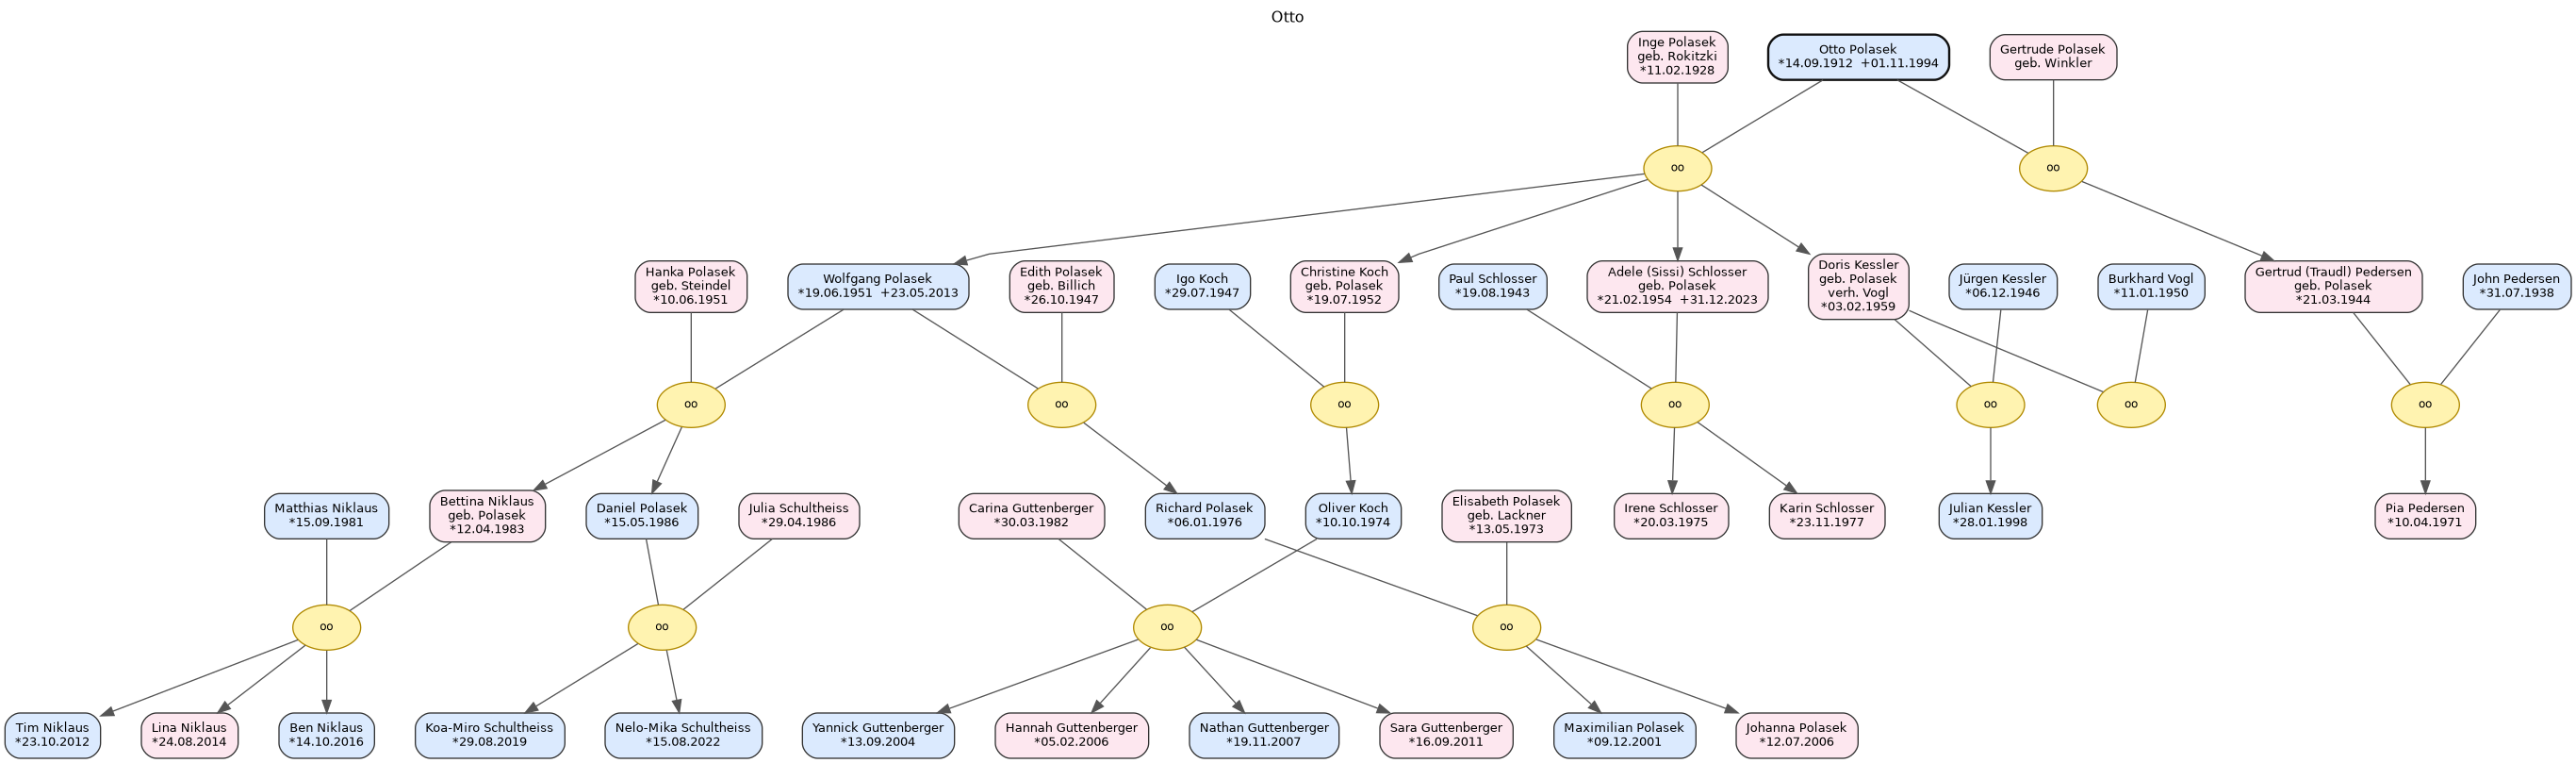 Otto
Inge Polasek
geb. Rokitzki
*11.02.1928
Otto Polasek
*14.09.1912  +01.11.1994
Gertrude Polasek
geb. Winkler
oo
oo
Hanka Polasek
geb. Steindel
*10.06.1951
Wolfgang Polasek
*19.06.1951  +23.05.2013
Edith Polasek
geb. Billich
*26.10.1947
Igo Koch
*29.07.1947
Christine Koch
geb. Polasek
*19.07.1952
Paul Schlosser
*19.08.1943
Adele (Sissi) Schlosser
geb. Polasek
*21.02.1954  +31.12.2023
Doris Kessler
geb. Polasek
verh. Vogl
*03.02.1959
Jürgen Kessler
*06.12.1946
Burkhard Vogl
*11.01.1950
Gertrud (Traudl) Pedersen
geb. Polasek
*21.03.1944
John Pedersen
*31.07.1938
oo
oo
oo
oo
oo
oo
oo
Matthias Niklaus
*15.09.1981
Bettina Niklaus
geb. Polasek
*12.04.1983
Daniel Polasek
*15.05.1986
Julia Schultheiss
*29.04.1986
Carina Guttenberger
*30.03.1982
Richard Polasek
*06.01.1976
Oliver Koch
*10.10.1974
Elisabeth Polasek
geb. Lackner
*13.05.1973
Irene Schlosser
*20.03.1975
Karin Schlosser
*23.11.1977
Julian Kessler
*28.01.1998
Pia Pedersen
*10.04.1971
oo
oo
oo
oo
Tim Niklaus
*23.10.2012
Lina Niklaus
*24.08.2014
Ben Niklaus
*14.10.2016
Koa-Miro Schultheiss
*29.08.2019
Nelo-Mika Schultheiss
*15.08.2022
Yannick Guttenberger
*13.09.2004
Hannah Guttenberger
*05.02.2006
Nathan Guttenberger
*19.11.2007
Sara Guttenberger
*16.09.2011
Maximilian Polasek
*09.12.2001
Johanna Polasek
*12.07.2006